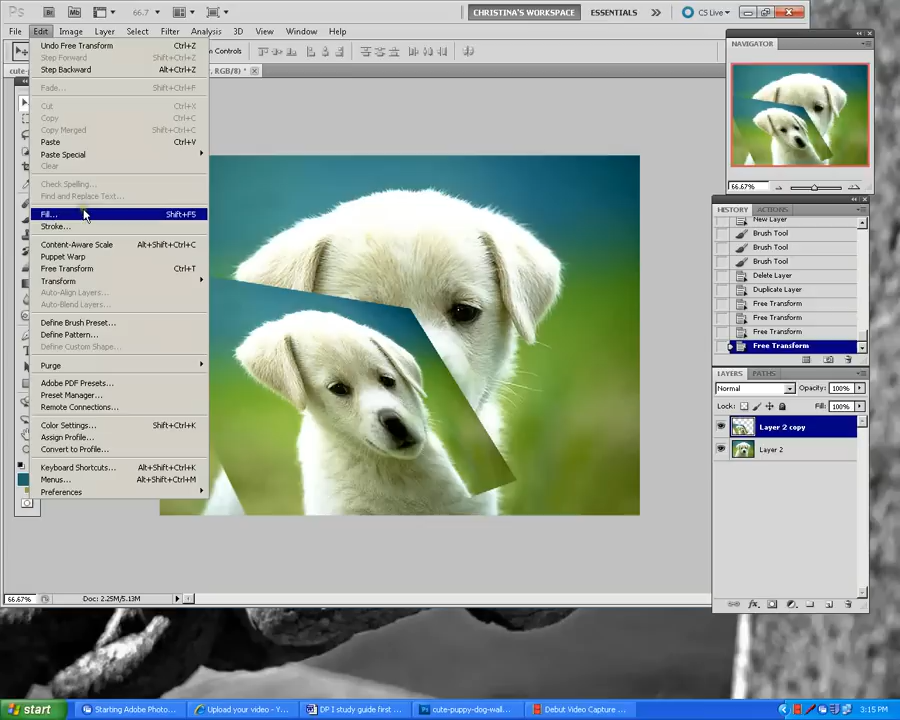 Ps Br Mb 66.7 CHRISTINA'S WORKSPACE ESSENTIALS CS Live
File Edit Image Layer Select Filter Analysis 3D View Window Help
Controls
cute-p
RGB/8) *
Undo Free Transform Ctrl+Z
Step Forward Shift+Ctrl+Z
Step Backward Alt+Ctrl+Z
Fade... Shift+Ctrl+F
Cut Ctrl+X
Copy Ctrl+C
Copy Merged Shift+Ctrl+C
Paste Ctrl+V
Paste Special
Clear
Check Spelling...
Find and Replace Text...
Fill... Shift+F5
Stroke...
Content-Aware Scale Alt+Shift+Ctrl+C
Puppet Warp
Free Transform Ctrl+T
Transform
Auto-Align Layers...
Auto-Blend Layers...
Define Brush Preset...
Define Pattern...
Define Custom Shape...
Purge
Adobe PDF Presets...
Preset Manager...
Remote Connections...
Color Settings... Shift+Ctrl+K
Assign Profile...
Convert to Profile...
Keyboard Shortcuts... Alt+Shift+Ctrl+K
Menus... Alt+Shift+Ctrl+M
Preferences
NAVIGATOR
66.67%
HISTORY ACTIONS
New Layer
Brush Tool
Brush Tool
Brush Tool
Delete Layer
Duplicate Layer
Free Transform
Free Transform
Free Transform
Free Transform
LAYERS PATHS
Normal Opacity: 100%
Lock: Fill: 100%
Layer 2 copy
Layer 2
66.67% Doc: 2.25M/5.13M
start Starting Adobe Photo... Upload your video - Y... DP I study guide first ... cute-puppy-dog-wall... Debut Video Capture ... 3:15 PM